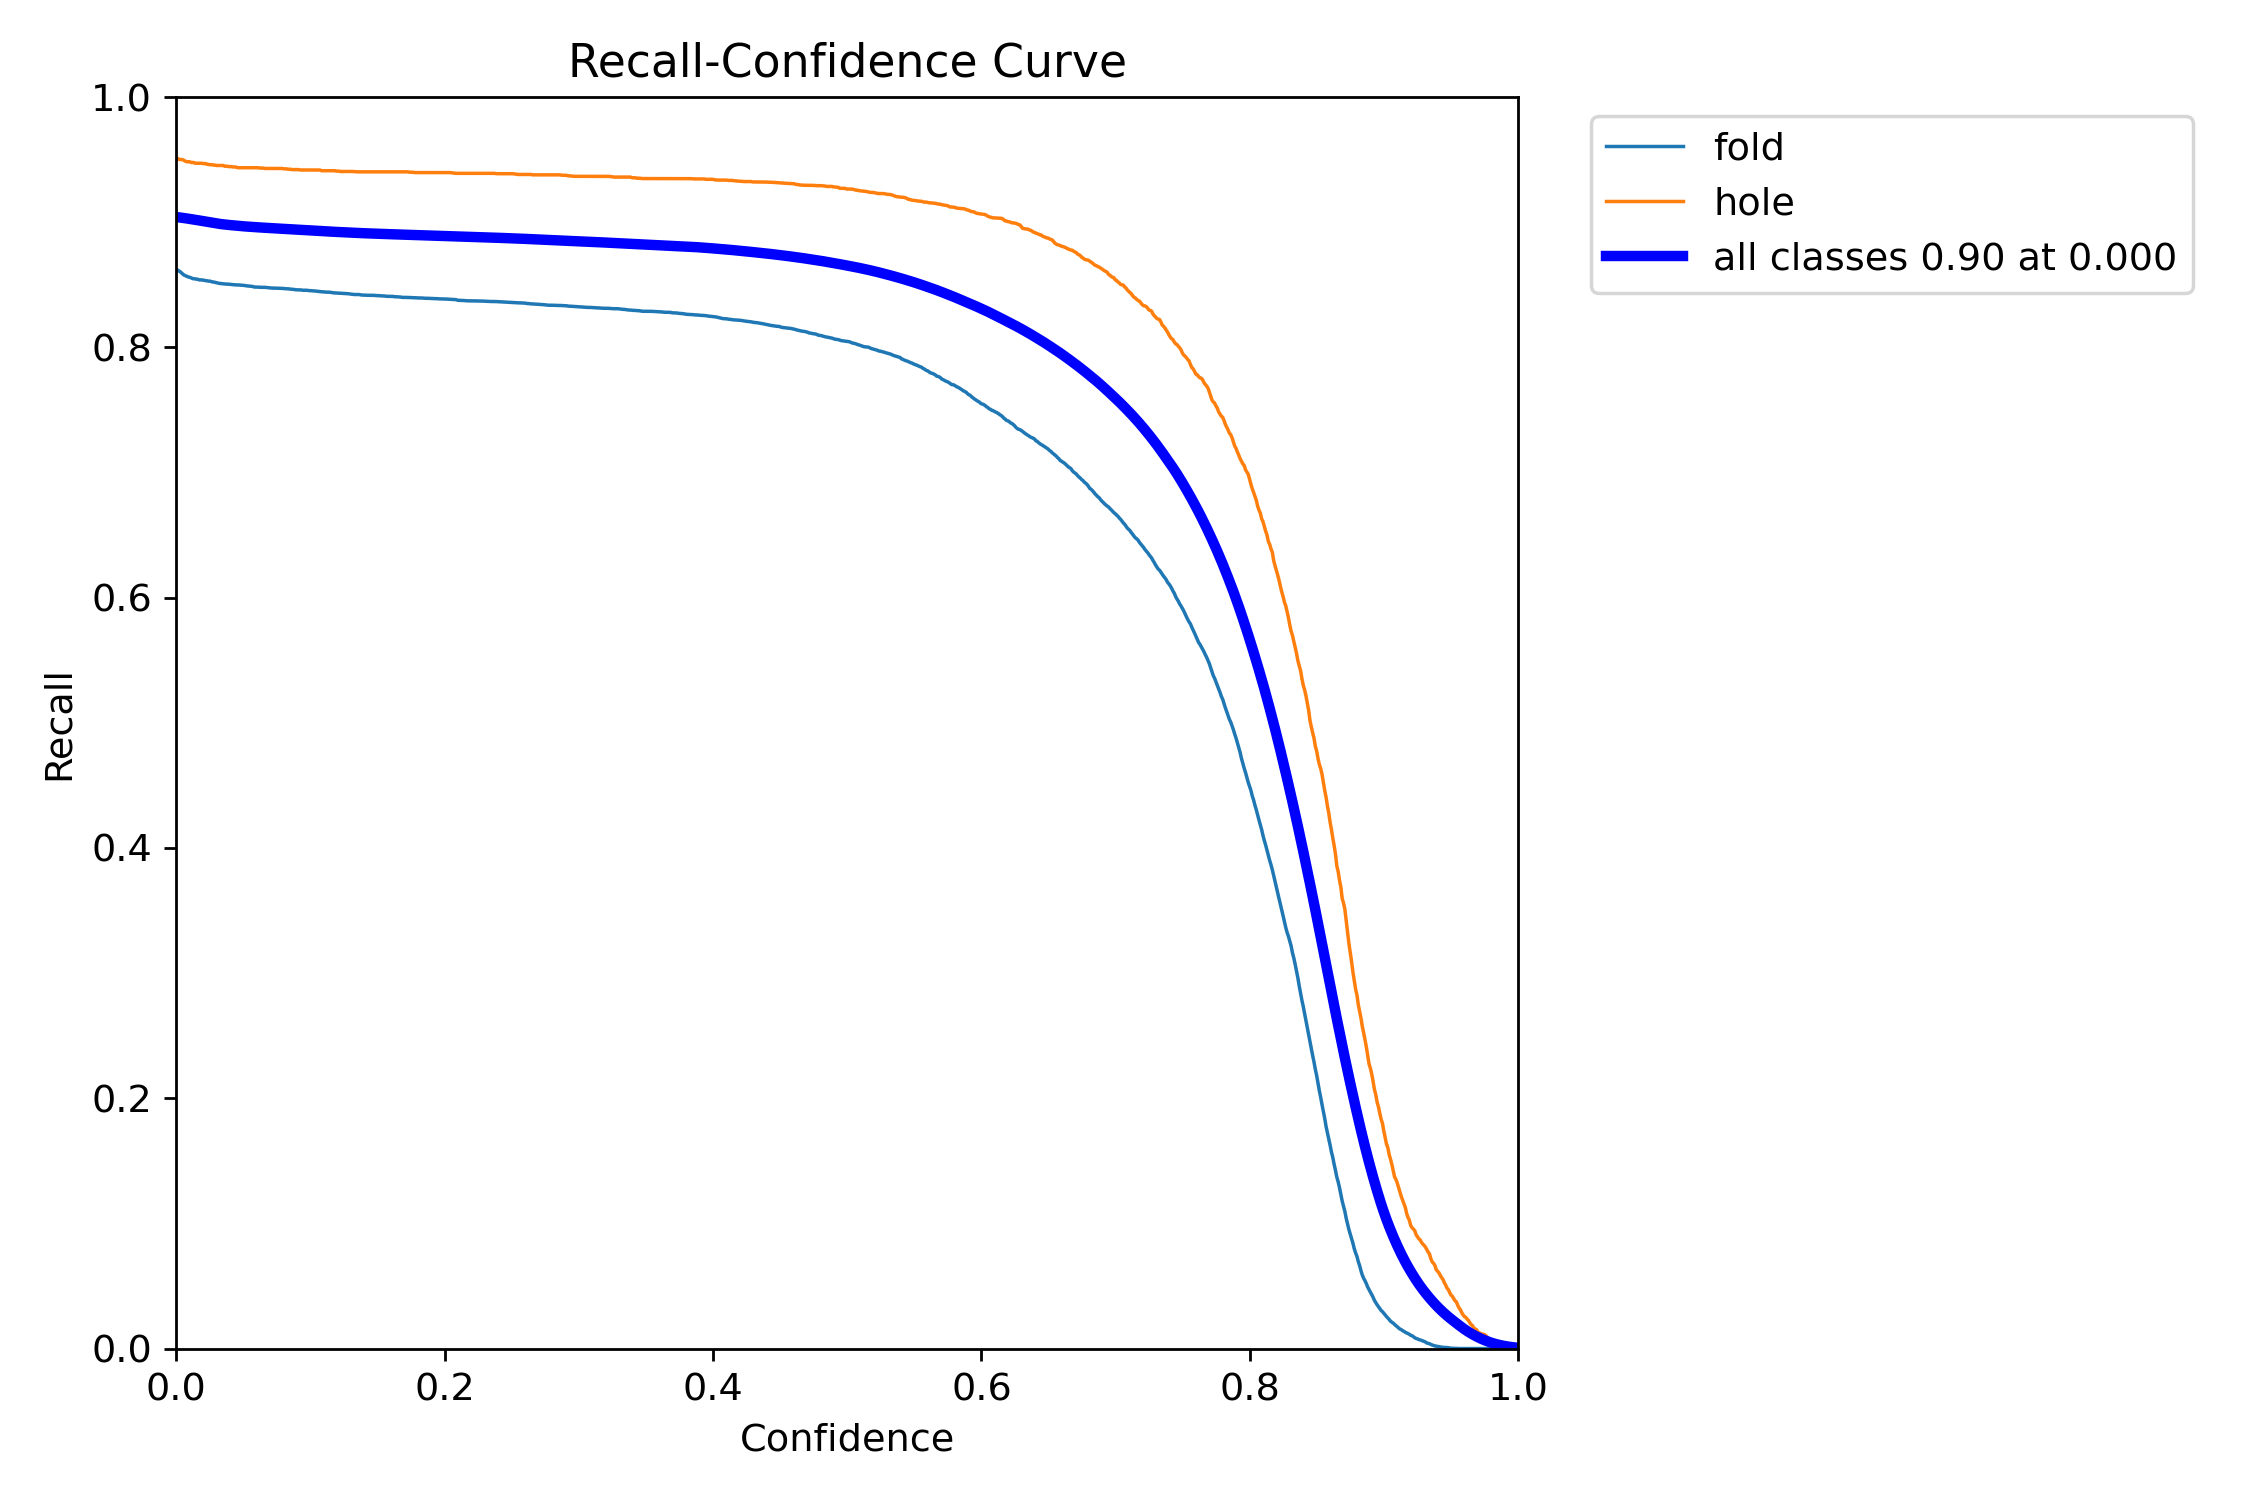 Recall-Confidence Curve
1.0
0.8
0.6
0.4
0.2
0.0
Recall
0.0 0.2 0.4 0.6 0.8 1.0
Confidence
fold
hole
all classes 0.90 at 0.000